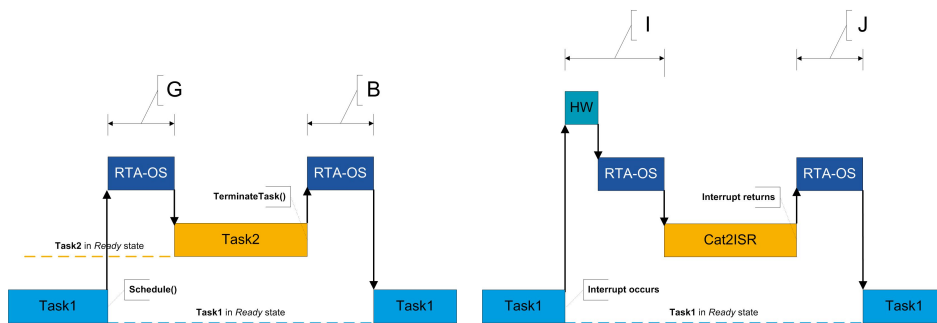 G
B
RTA-OS
RTA-OS
TerminateTask()
Task2
Task2 in Ready state
Schedule()
Task1
Task1
Task1 in Ready state
I
J
HW
RTA-OS
RTA-OS
Interrupt returns
Cat2ISR
Interrupt occurs
Task1
Task1
Task1 in Ready state